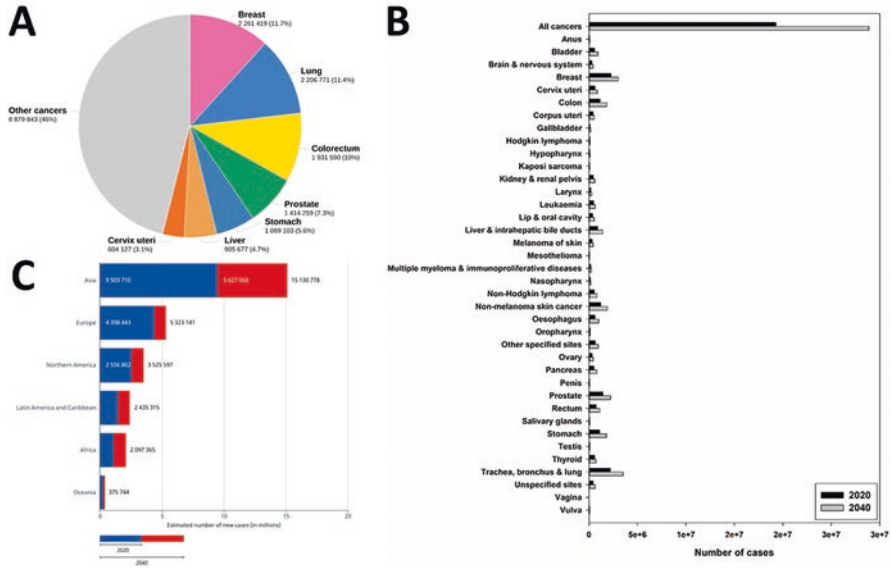 A
Breast
2 261 419 (11.7%)
Lung
2 206 771 (11.4%)
Colorectum
1 931 590 (10%)
Prostate
1 414 259 (7.3%)
Stomach
1 089 103 (5.6%)
Liver
905 677 (4.7%)
Cervix uteri
604 127 (3.1%)
Other cancers
8 879 843 (46%)
C
Asia
9 503 710
5 627 068
15 130 778
Europe
4 398 443
5 323 141
Northern America
2 556 862
3 525 597
Latin America and Caribbean
2 435 315
Africa
2 097 365
Oceania
375 744
0
5
10
15
20
Estimated number of new cases (in millions)
2020
2040
B
All cancers
Anus
Bladder
Brain & nervous system
Breast
Cervix uteri
Colon
Corpus uteri
Gallbladder
Hodgkin lymphoma
Hypopharynx
Kaposi sarcoma
Kidney & renal pelvis
Larynx
Leukaemia
Lip & oral cavity
Liver & intrahepatic bile ducts
Melanoma of skin
Mesothelioma
Multiple myeloma & immunoproliferative diseases
Nasopharynx
Non-Hodgkin lymphoma
Non-melanoma skin cancer
Oesophagus
Oropharynx
Other specified sites
Ovary
Pancreas
Penis
Prostate
Rectum
Salivary glands
Stomach
Testis
Thyroid
Trachea, bronchus & lung
Unspecified sites
Vagina
Vulva
2020
2040
0
5e+6
1e+7
2e+7
2e+7
3e+7
3e+7
Number of cases